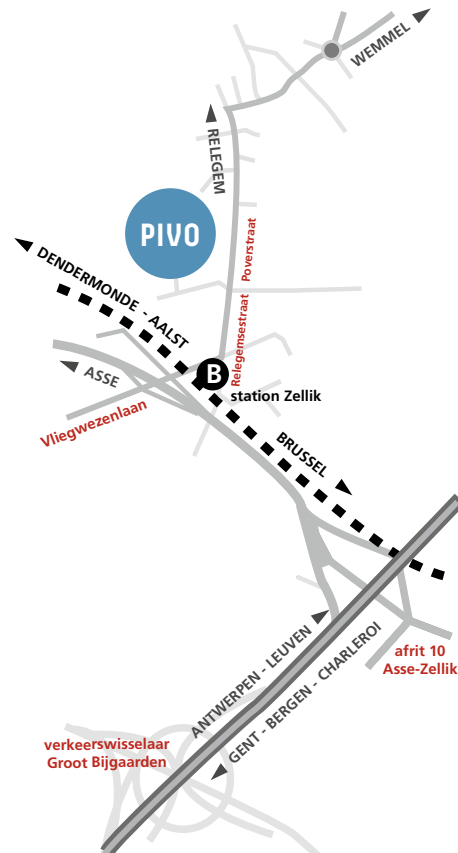 WEMMEL
RELEGEM
PIVO
Poverstraat
DENDERMONDE - AALST
Relegemsestraat
ASSE
B
station Zellik
Vliegwezenlaan
BRUSSEL
ANTWERPEN - LEUVEN
GENT - BERGEN - CHARLEROI
afrit 10
Asse-Zellik
verkeerswisselaar
Groot Bijgaarden